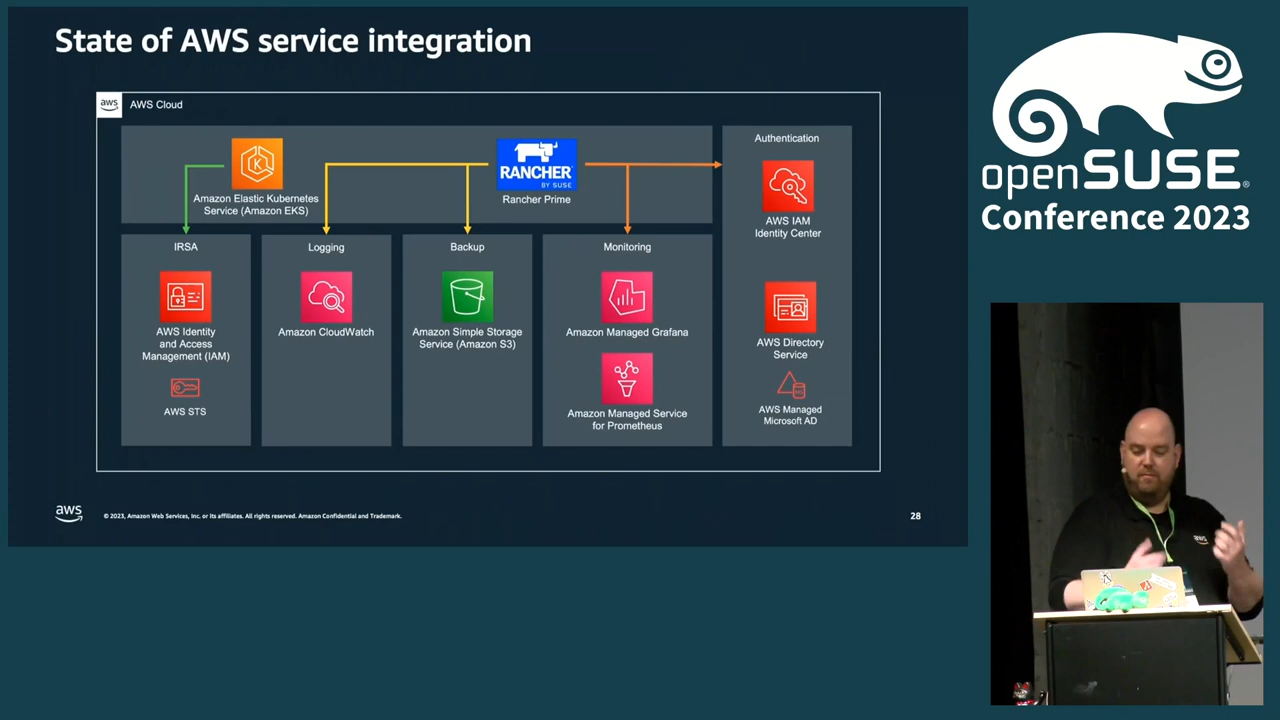 State of AWS service integration
aws
AWS Cloud
Amazon Elastic Kubernetes
Service (Amazon EKS)
RANCHER
BY SUSE
Rancher Prime
Authentication
AWS IAM
Identity Center
AWS Directory
Service
AWS Managed
Microsoft AD
IRSA
AWS Identity
and Access
Management (IAM)
AWS STS
Logging
Amazon CloudWatch
Backup
Amazon Simple Storage
Service (Amazon S3)
Monitoring
Amazon Managed Grafana
Amazon Managed Service
for Prometheus
aws
© 2023, Amazon Web Services, Inc. or its affiliates. All rights reserved. Amazon Confidential and Trademark.
28
openSUSE®
Conference 2023
aws